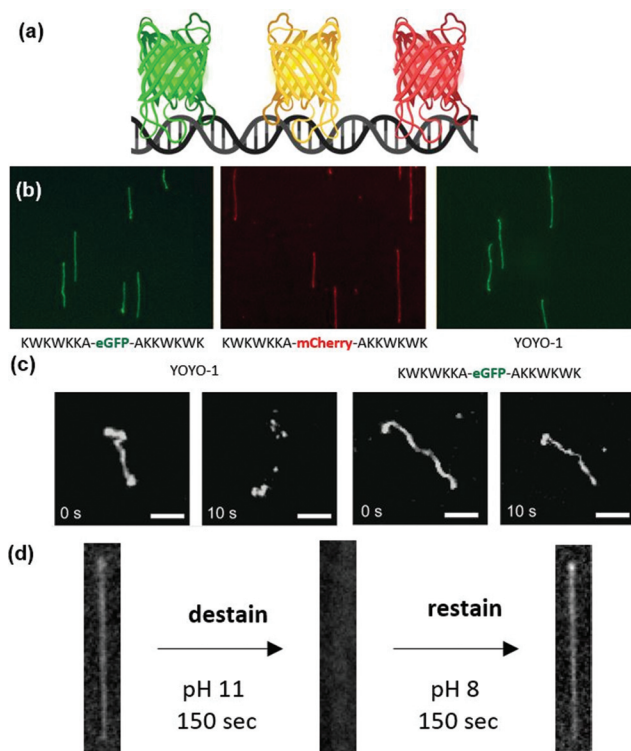 (a)
(b)
KWKWKKA-eGFP-AKKWKWK KWKWKKA-mCherry-AKKWKWK YOYO-1
(c)
YOYO-1 KWKWKKA-eGFP-AKKWKWK
0 s 10 s 0 s 10 s
(d)
destain restain
pH 11 pH 8
150 sec 150 sec